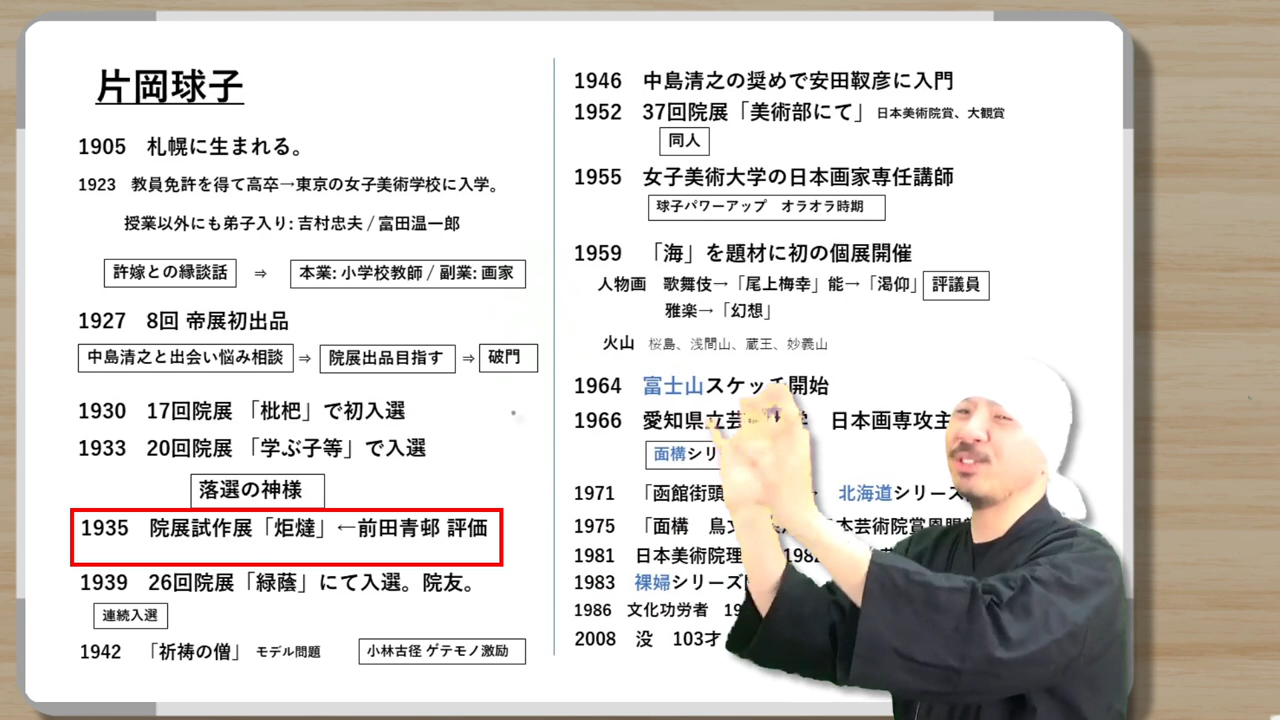 片岡球子
1905 札幌に生まれる。
1923 教員免許を得て高卒→東京の女子美術学校に入学。
授業以外にも弟子入り: 吉村忠夫 / 富田温一郎
許嫁との縁談話 ⇒ 本業: 小学校教師 / 副業: 画家
1927 8回 帝展初出品
中島清之と出会い悩み相談 ⇒ 院展出品目指す ⇒ 破門
1930 17回院展 「枇杷」で初入選
1933 20回院展 「学ぶ子等」で入選
落選の神様
1935 院展試作展「炬燵」←前田青邨 評価
1939 26回院展「緑蔭」にて入選。院友。
連続入選
1942 「祈祷の僧」 モデル問題 小林古径 ゲテモノ激励
1946 中島清之の奨めで安田靫彦に入門
1952 37回院展「美術部にて」 日本美術院賞、大観賞
同人
1955 女子美術大学の日本画家専任講師
球子パワーアップ オラオラ時期
1959 「海」を題材に初の個展開催
人物画 歌舞伎→「尾上梅幸」能→「渇仰」 評議員
雅楽→「幻想」
火山 桜島、浅間山、蔵王、妙義山
1964 富士山スケッチ開始
1966 愛知県立芸 学 日本画専攻主
面構シリ
1971 「函館街頭 北海道シリーズ
1975 「面構 鳥文 本芸術院賞恩賜
1981 日本美術院理 1982
1983 裸婦シリーズ
1986 文化功労者 19
2008 没 103才